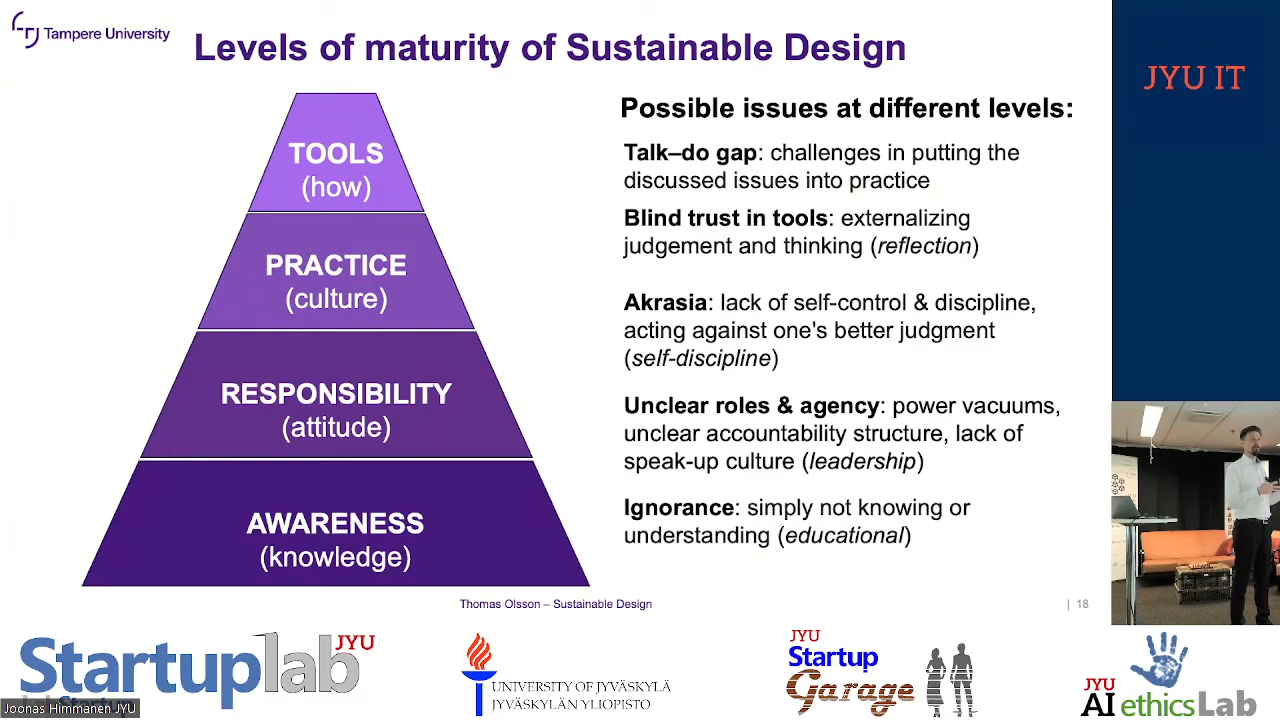 Tampere University
Levels of maturity of Sustainable Design
JYU IT
TOOLS
(how)
PRACTICE
(culture)
RESPONSIBILITY
(attitude)
AWARENESS
(knowledge)
Possible issues at different levels:
Talk–do gap: challenges in putting the
discussed issues into practice
Blind trust in tools: externalizing
judgement and thinking (reflection)
Akrasia: lack of self-control & discipline,
acting against one's better judgment
(self-discipline)
Unclear roles & agency: power vacuums,
unclear accountability structure, lack of
speak-up culture (leadership)
Ignorance: simply not knowing or
understanding (educational)
Thomas Olsson – Sustainable Design
| 18
Startuplab JYU
Joonas Himmanen JYU
UNIVERSITY OF JYVÄSKYLÄ
JYVÄSKYLÄN YLIOPISTO
JYU
Startup
Garage
JYU
AI ethicsLab